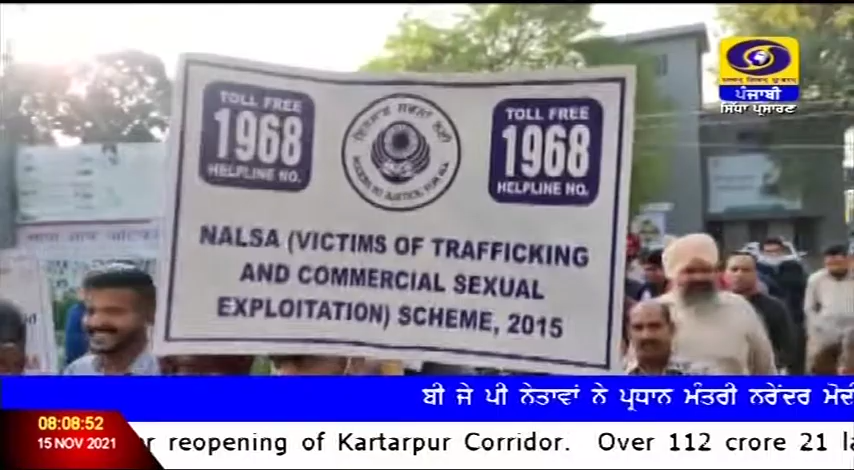 TOLL FREE
1968
HELPLINE NO.
ACCESS TO JUSTICE FOR ALL
TOLL FREE
1968
HELPLINE NO.
NALSA (VICTIMS OF TRAFFICKING
AND COMMERCIAL SEXUAL
EXPLOITATION) SCHEME, 2015
ਪੰਜਾਬੀ
ਸਿੱਧਾ ਪ੍ਰਸਾਰਣ
ਬੀ ਜੇ ਪੀ ਨੇਤਾਵਾਂ ਨੇ ਪ੍ਰਧਾਨ ਮੰਤਰੀ ਨਰੇਂਦਰ ਮੋਦੀ
08:08:52
15 NOV 2021
or reopening of Kartarpur Corridor. Over 112 crore 21 la